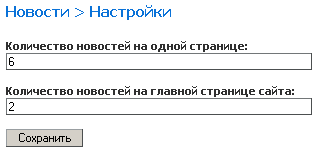 Новости > Настройки
Количество новостей на одной странице:
6
Количество новостей на главной странице сайта:
2
Сохранить